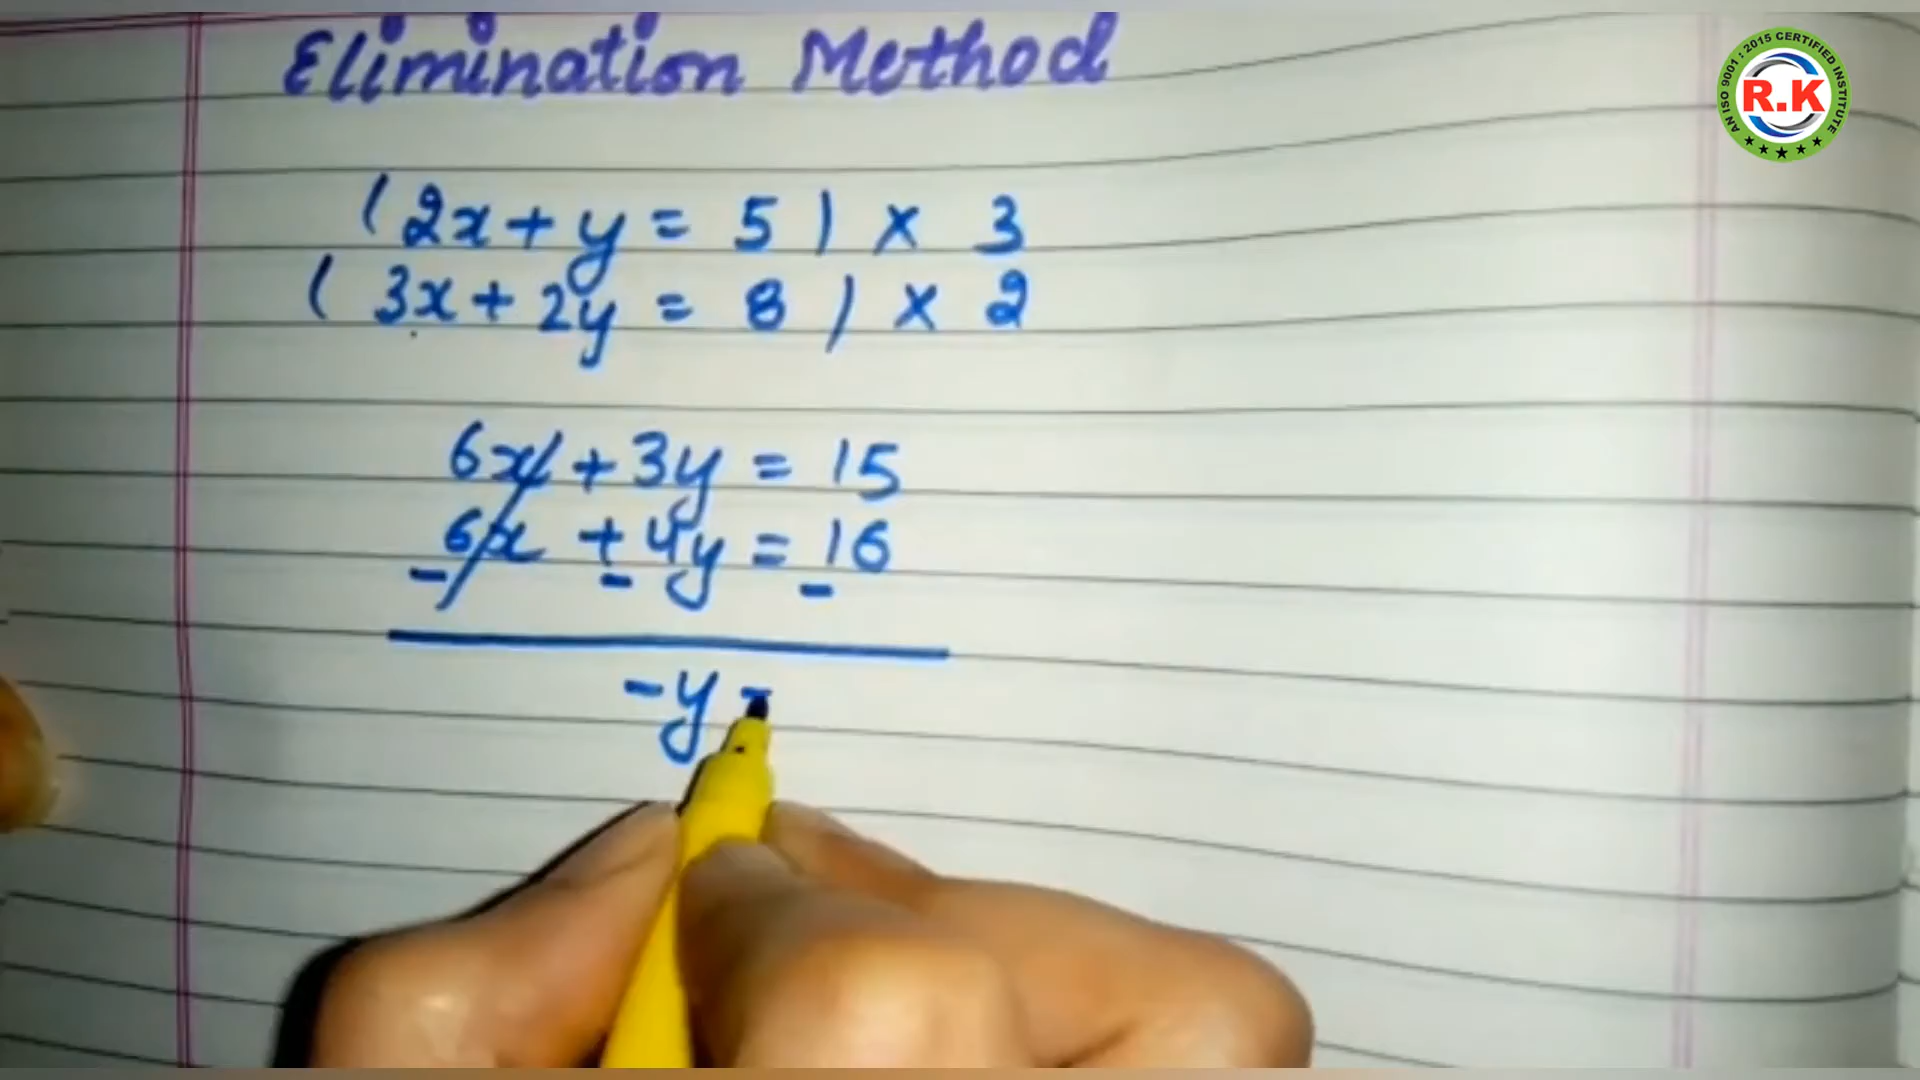 Elimination Method
AN ISO 9001 : 2015 CERTIFIED INSTITUTE
R.K
( 2x + y = 5 ) × 3
( 3x + 2y = 8 ) × 2
6x + 3y = 15
6x + 4y = 16
- - -
-y =